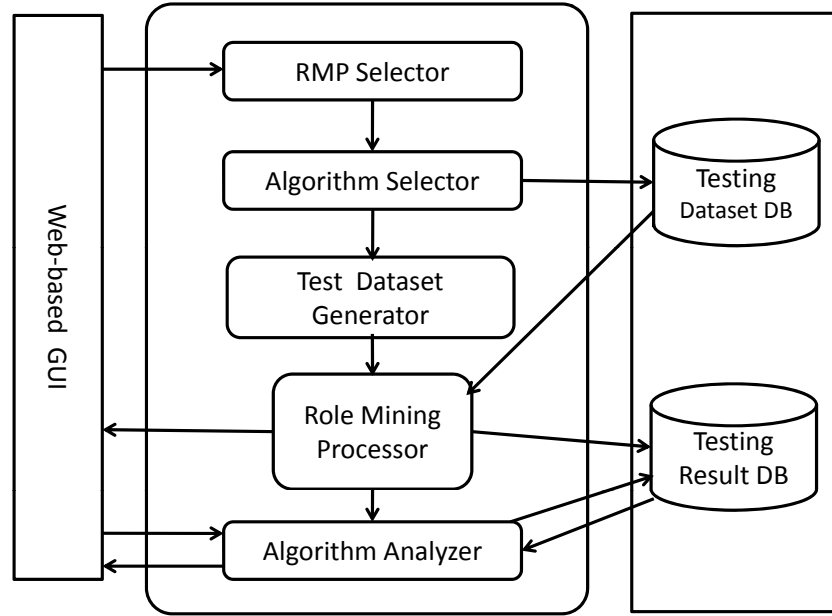 Web-based GUI
RMP Selector
Algorithm Selector
Test Dataset
Generator
Role Mining
Processor
Algorithm Analyzer
Testing
Dataset DB
Testing
Result DB